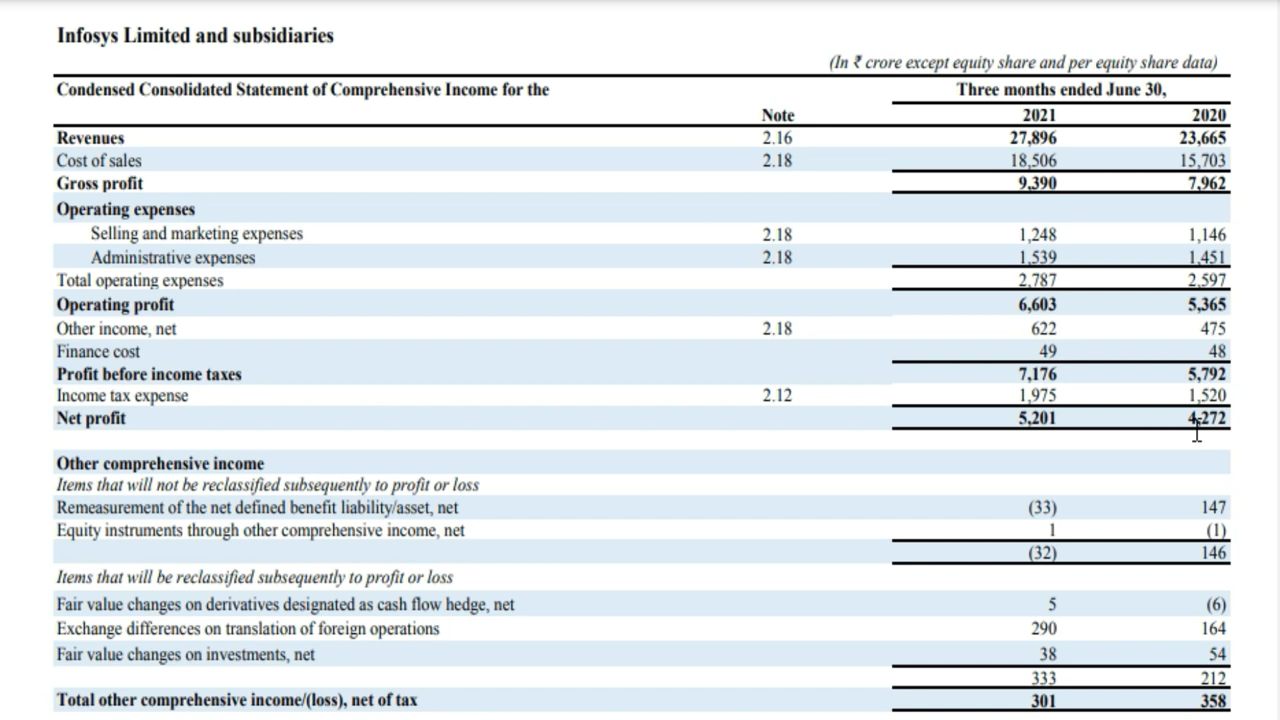 Infosys Limited and subsidiaries
(In ₹ crore except equity share and per equity share data)
Condensed Consolidated Statement of Comprehensive Income for the Three months ended June 30,
Note 2021 2020
Revenues 2.16 27,896 23,665
Cost of sales 2.18 18,506 15,703
Gross profit 9,390 7,962
Operating expenses
Selling and marketing expenses 2.18 1,248 1,146
Administrative expenses 2.18 1,539 1,451
Total operating expenses 2,787 2,597
Operating profit 6,603 5,365
Other income, net 2.18 622 475
Finance cost 49 48
Profit before income taxes 7,176 5,792
Income tax expense 2.12 1,975 1,520
Net profit 5,201 4,272
Other comprehensive income
Items that will not be reclassified subsequently to profit or loss
Remeasurement of the net defined benefit liability/asset, net (33) 147
Equity instruments through other comprehensive income, net 1 (1)
(32) 146
Items that will be reclassified subsequently to profit or loss
Fair value changes on derivatives designated as cash flow hedge, net 5 (6)
Exchange differences on translation of foreign operations 290 164
Fair value changes on investments, net 38 54
333 212
Total other comprehensive income/(loss), net of tax 301 358